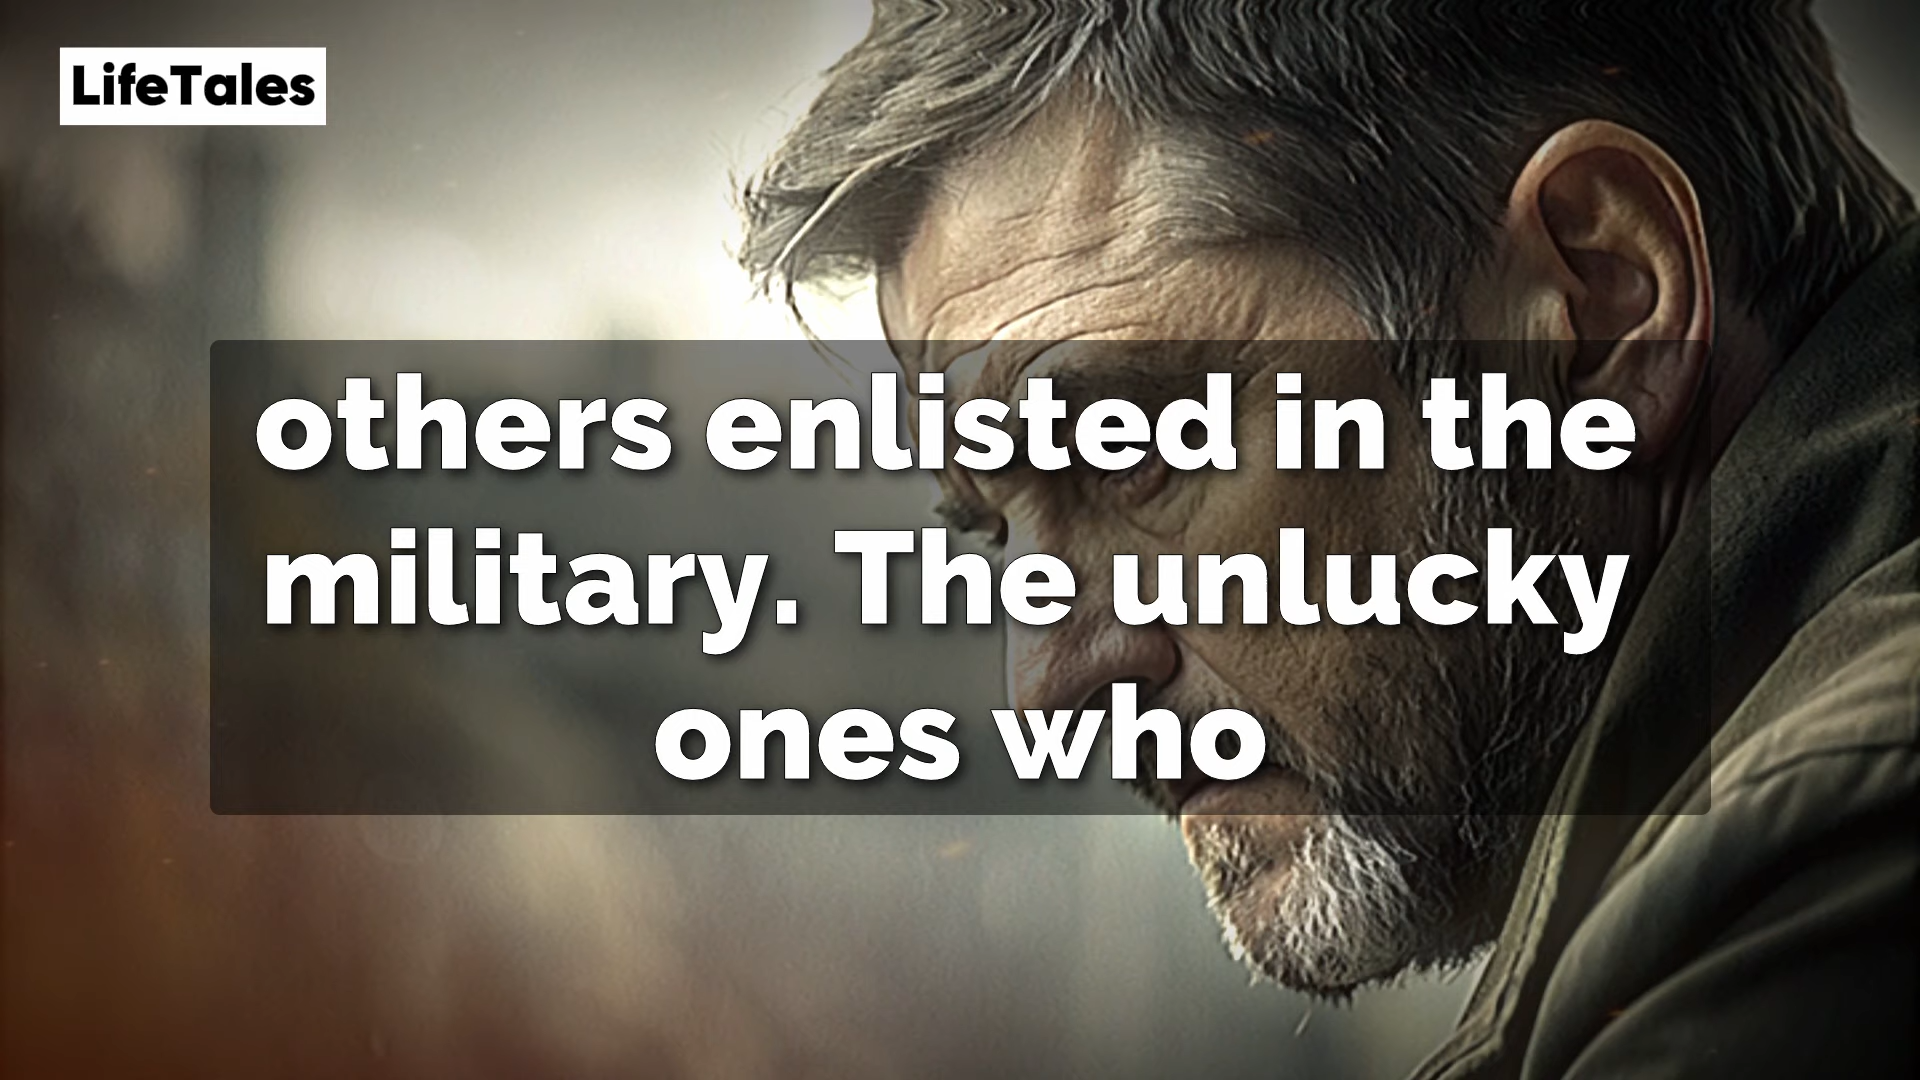 LifeTales
others enlisted in the
military. The unlucky
ones who